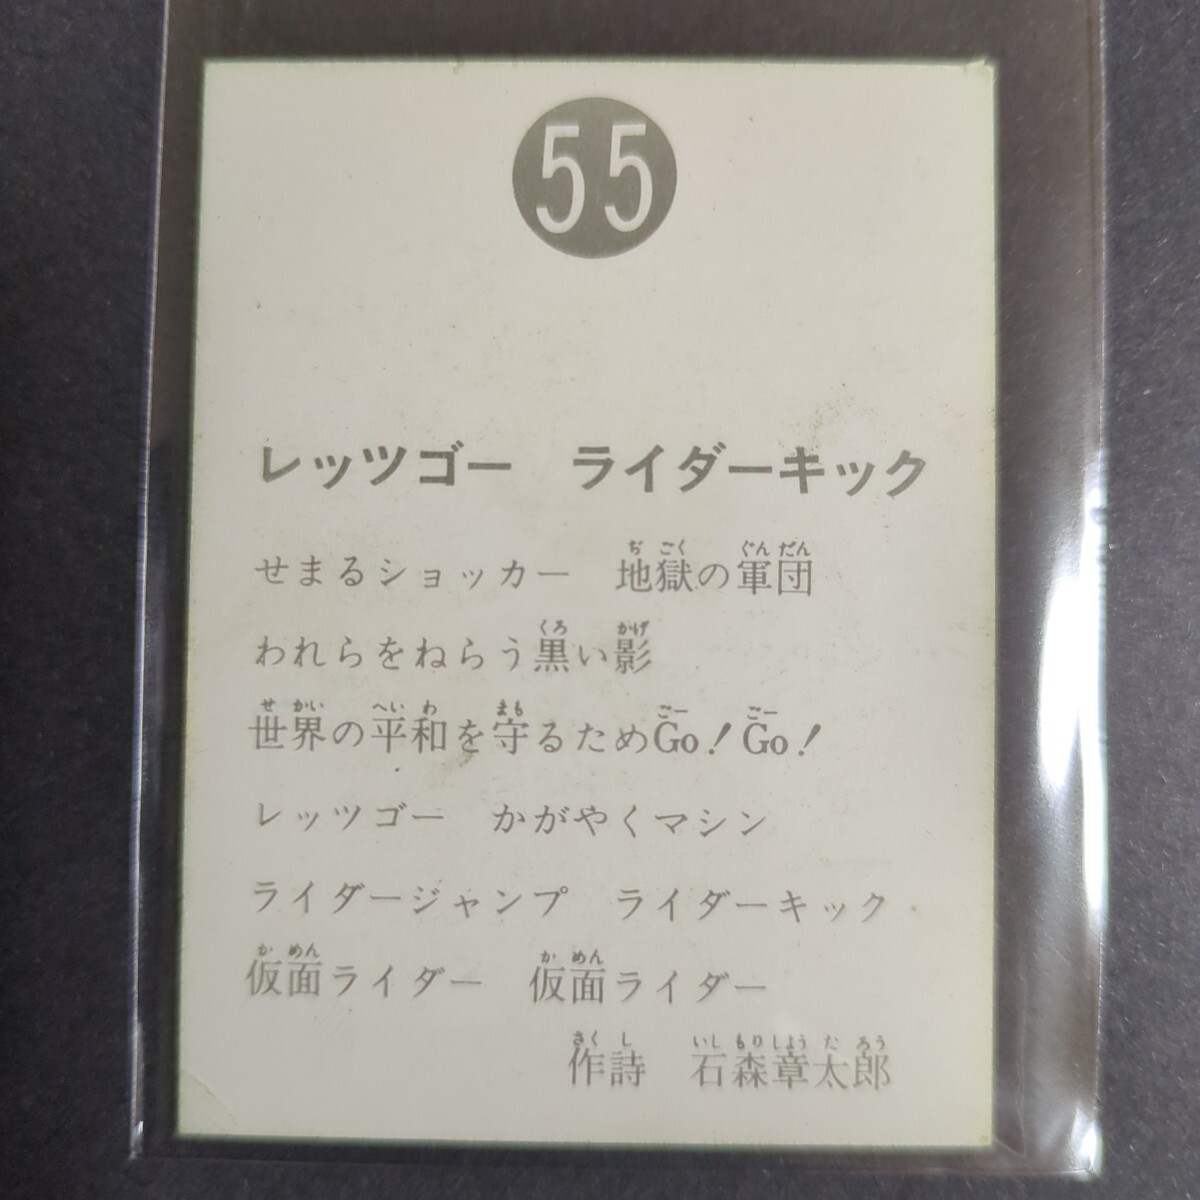 55
レッツゴー　ライダーキック
せまるショッカー　地獄の軍団
われらをねらう黒い影
世界の平和を守るためGo！Go！
レッツゴー　かがやくマシン
ライダージャンプ　ライダーキック
仮面ライダー　仮面ライダー
作詩　石森章太郎